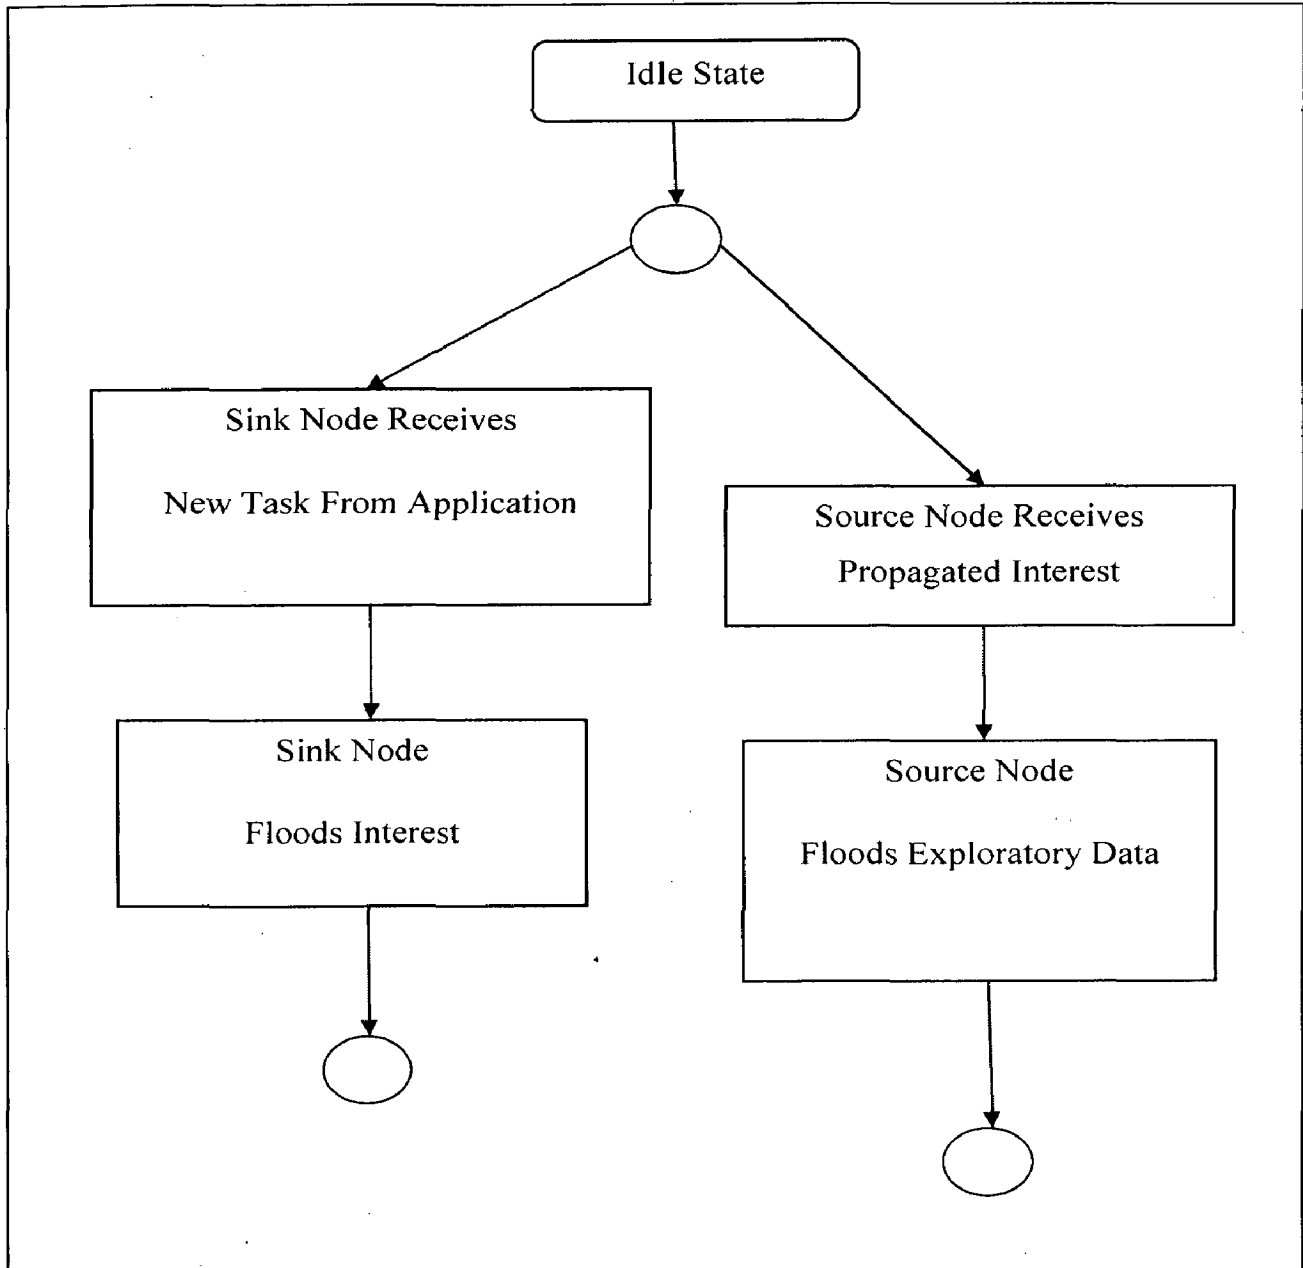 Idle State
Sink Node Receives
New Task From Application
Source Node Receives
Propagated Interest
Sink Node
Floods Interest
Source Node
Floods Exploratory Data